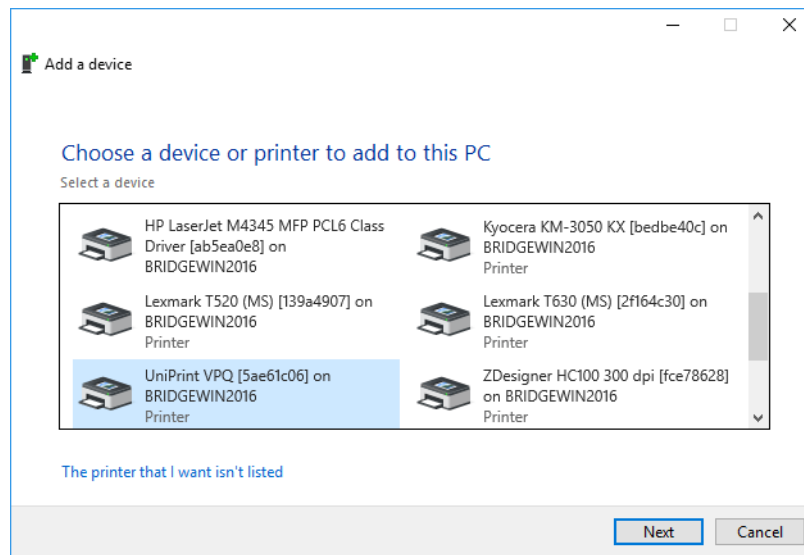 Add a device
Choose a device or printer to add to this PC
Select a device
HP LaserJet M4345 MFP PCL6 Class
Driver [ab5ea0e8] on
BRIDGEWIN2016
Kyocera KM-3050 KX [bedbe40c] on
BRIDGEWIN2016
Printer
Lexmark T520 (MS) [139a4907] on
BRIDGEWIN2016
Printer
Lexmark T630 (MS) [2f164c30] on
BRIDGEWIN2016
Printer
UniPrint VPQ [5ae61c06] on
BRIDGEWIN2016
Printer
ZDesigner HC100 300 dpi [fce78628]
on BRIDGEWIN2016
Printer
The printer that I want isn't listed
Next
Cancel